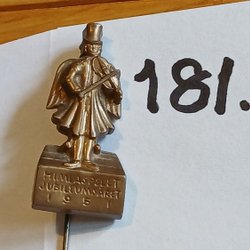 181.
HIMLASPELET
JUBILEUMSÅRET
1951